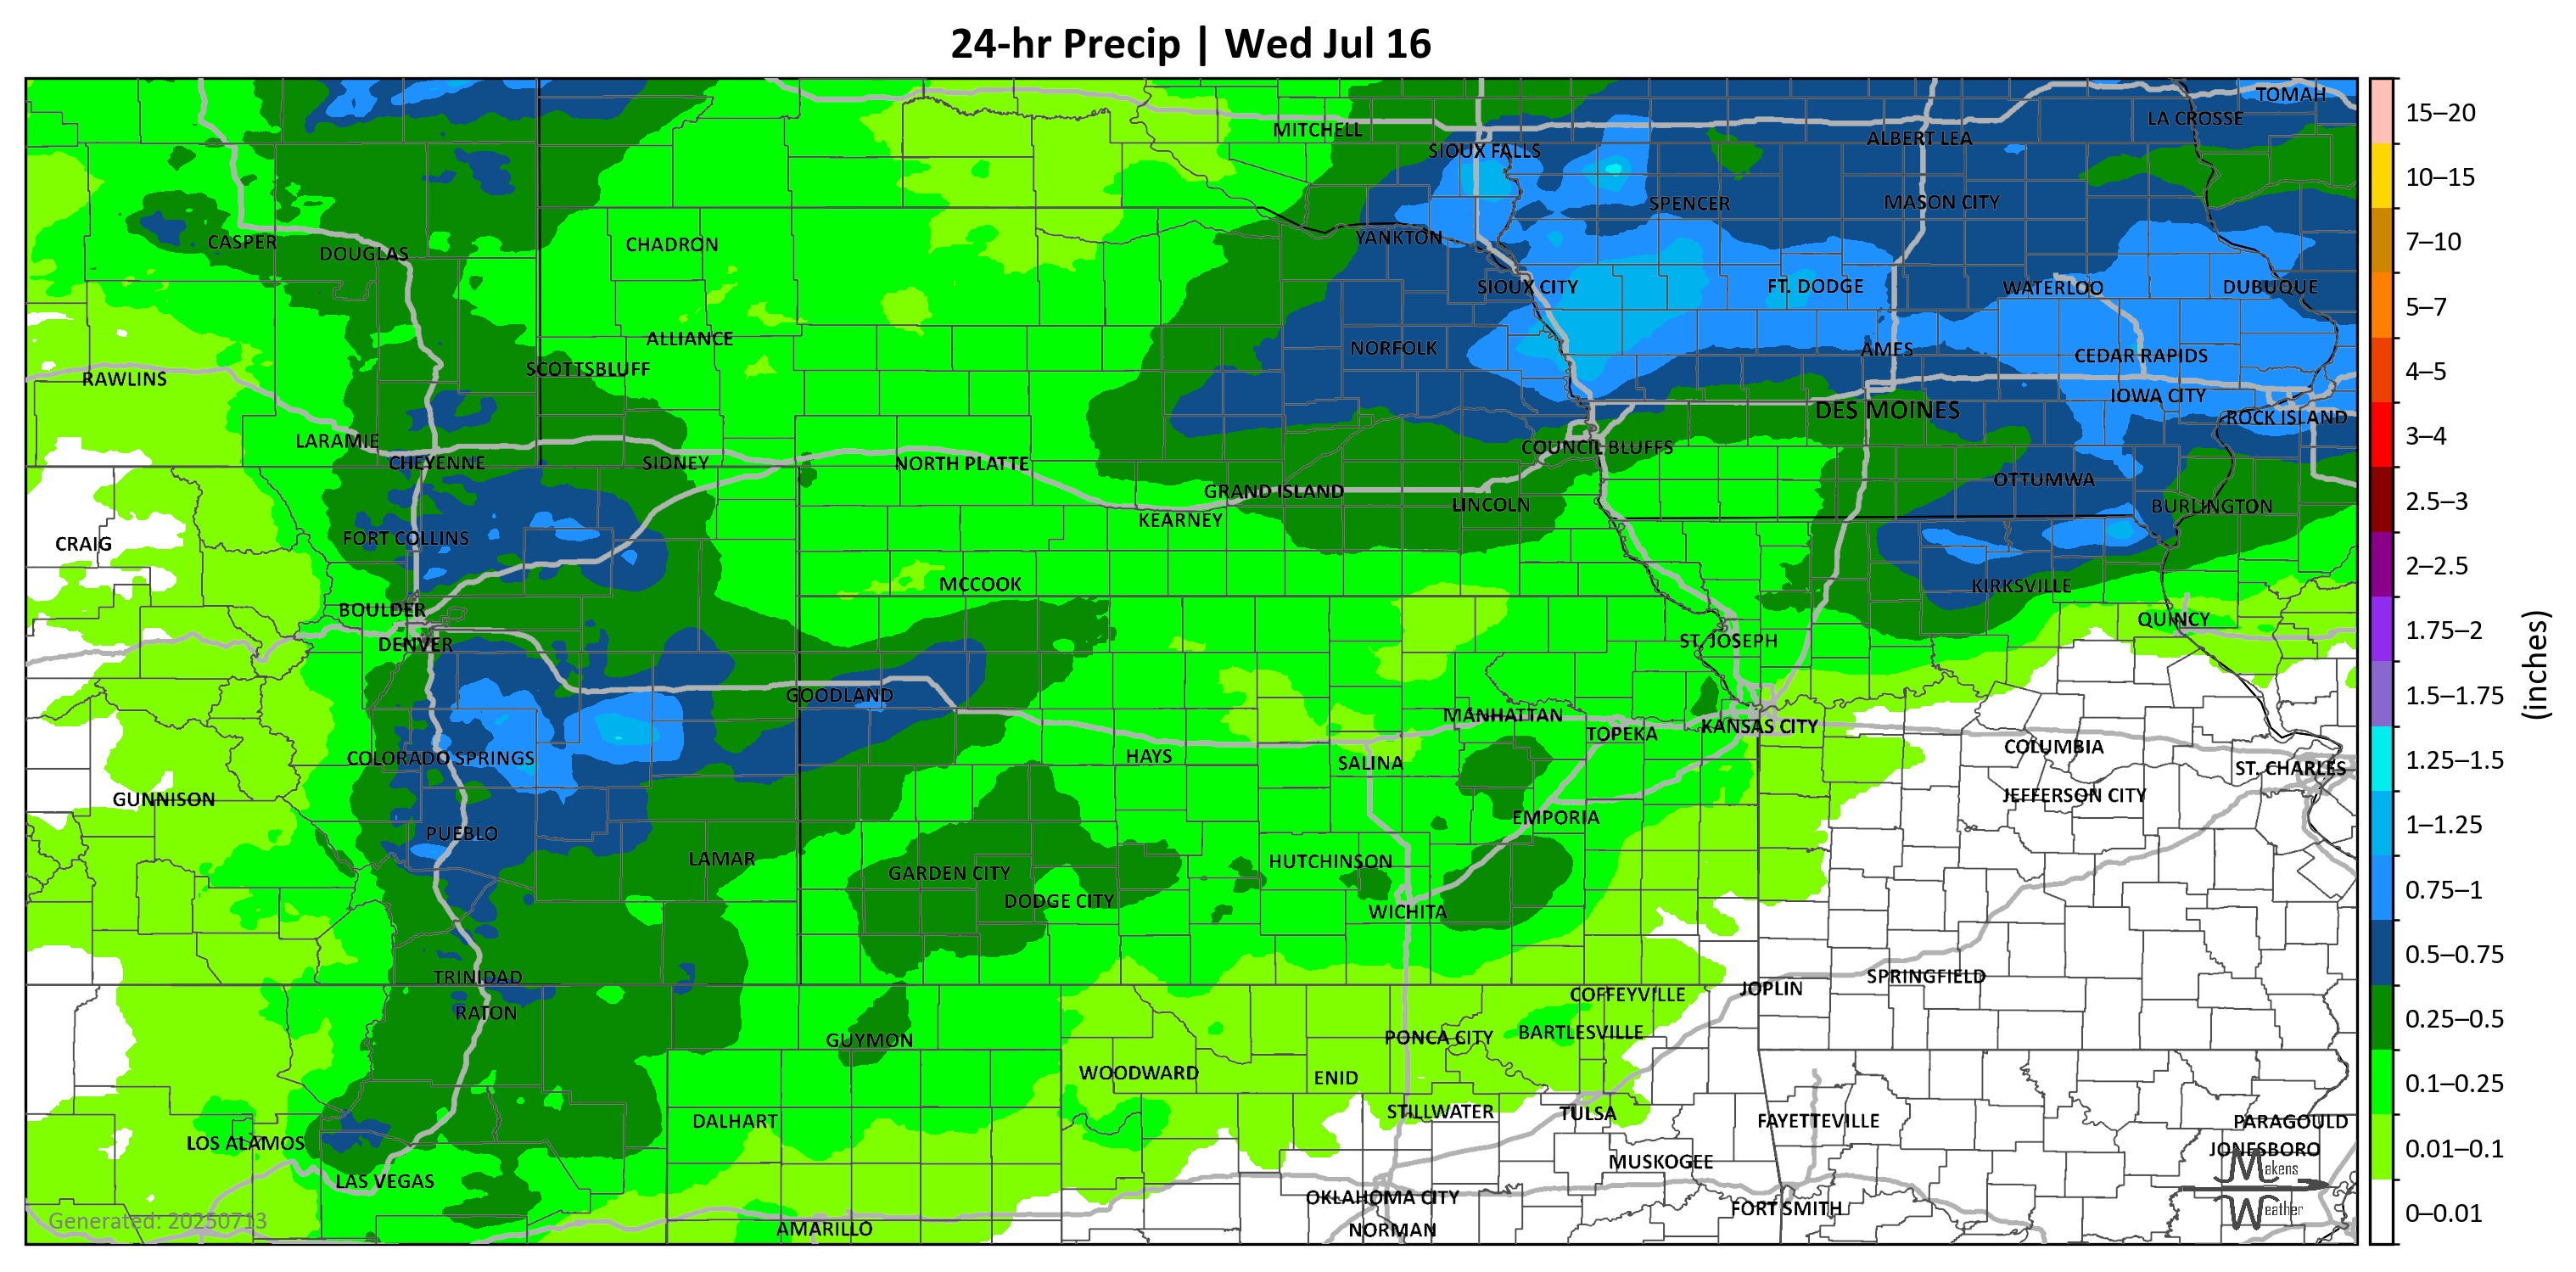 24-hr Precip | Wed Jul 16
TOMAH
LA CROSSE
MITCHELL
ALBERT LEA
SIOUX FALLS
SPENCER
MASON CITY
YANKTON
CASPER
DOUGLAS
CHADRON
SIOUX CITY
FT. DODGE
WATERLOO
DUBUQUE
ALLIANCE
NORFOLK
AMES
CEDAR RAPIDS
SCOTTSBLUFF
RAWLINS
IOWA CITY
DES MOINES
ROCK ISLAND
LARAMIE
COUNCIL BLUFFS
CHEYENNE
SIDNEY
NORTH PLATTE
OTTUMWA
GRAND ISLAND
LINCOLN
BURLINGTON
KEARNEY
FORT COLLINS
CRAIG
MCCOOK
KIRKSVILLE
BOULDER
QUINCY
DENVER
ST. JOSEPH
GOODLAND
MANHATTAN
KANSAS CITY
TOPEKA
COLUMBIA
COLORADO SPRINGS
HAYS
SALINA
ST. CHARLES
GUNNISON
JEFFERSON CITY
EMPORIA
PUEBLO
LAMAR
HUTCHINSON
GARDEN CITY
DODGE CITY
WICHITA
TRINIDAD
SPRINGFIELD
JOPLIN
COFFEYVILLE
RATON
BARTLESVILLE
PONCA CITY
GUYMON
WOODWARD
ENID
STILLWATER
TULSA
DALHART
FAYETTEVILLE
PARAGOULD
LOS ALAMOS
JONESBORO
MUSKOGEE
LAS VEGAS
OKLAHOMA CITY
FORT SMITH
AMARILLO
NORMAN
Generated: 20250713
Makens
Weather
15–20
10–15
7–10
5–7
4–5
3–4
2.5–3
2–2.5
1.75–2
1.5–1.75
1.25–1.5
1–1.25
0.75–1
0.5–0.75
0.25–0.5
0.1–0.25
0.01–0.1
0–0.01
(inches)